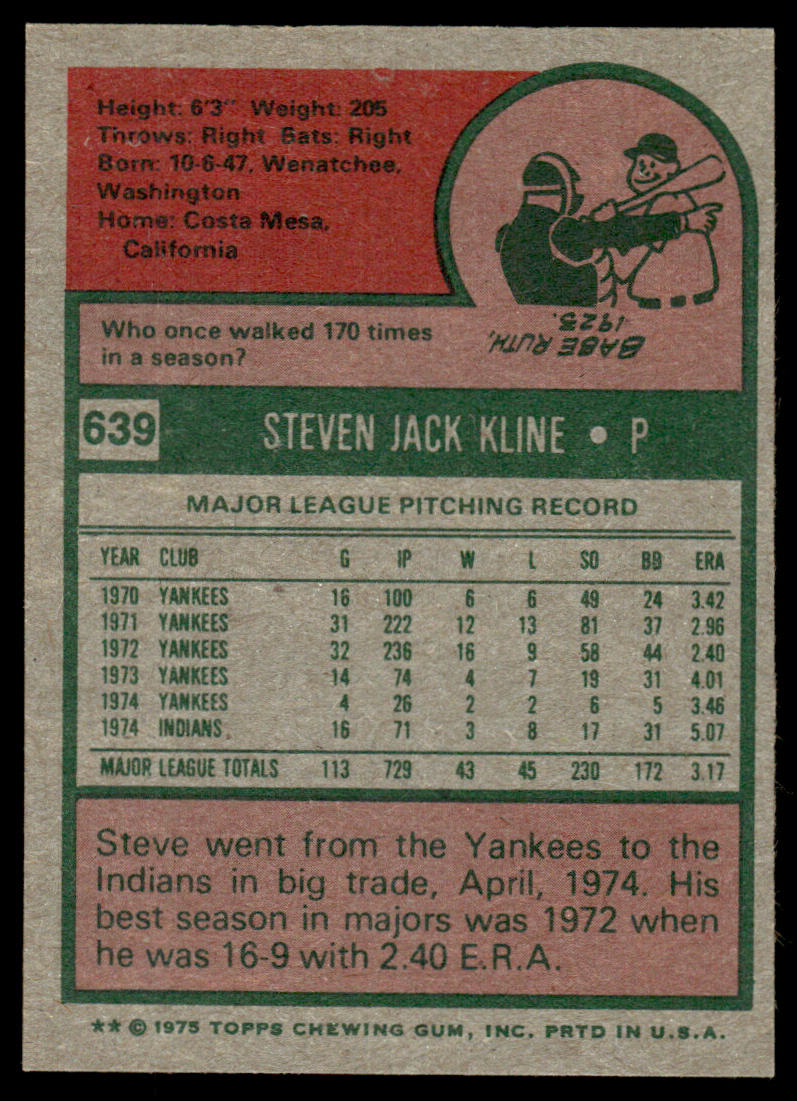 Height: 6'3" Weight: 205
Throws: Right Bats: Right
Born: 10-6-47, Wenatchee,
Washington
Home: Costa Mesa,
California
Who once walked 170 times
in a season?
BABE RUTH,
1923.
639 STEVEN JACK KLINE • P
MAJOR LEAGUE PITCHING RECORD
YEAR CLUB G IP W L SO BB ERA
1970 YANKEES 16 100 6 6 49 24 3.42
1971 YANKEES 31 222 12 13 81 37 2.96
1972 YANKEES 32 236 16 9 58 44 2.40
1973 YANKEES 14 74 4 7 19 31 4.01
1974 YANKEES 4 26 2 2 6 5 3.46
1974 INDIANS 16 71 3 8 17 31 5.07
MAJOR LEAGUE TOTALS 113 729 43 45 230 172 3.17
Steve went from the Yankees to the
Indians in big trade, April, 1974. His
best season in majors was 1972 when
he was 16-9 with 2.40 E.R.A.
** © 1975 TOPPS CHEWING GUM, INC. PRTD IN U.S.A.